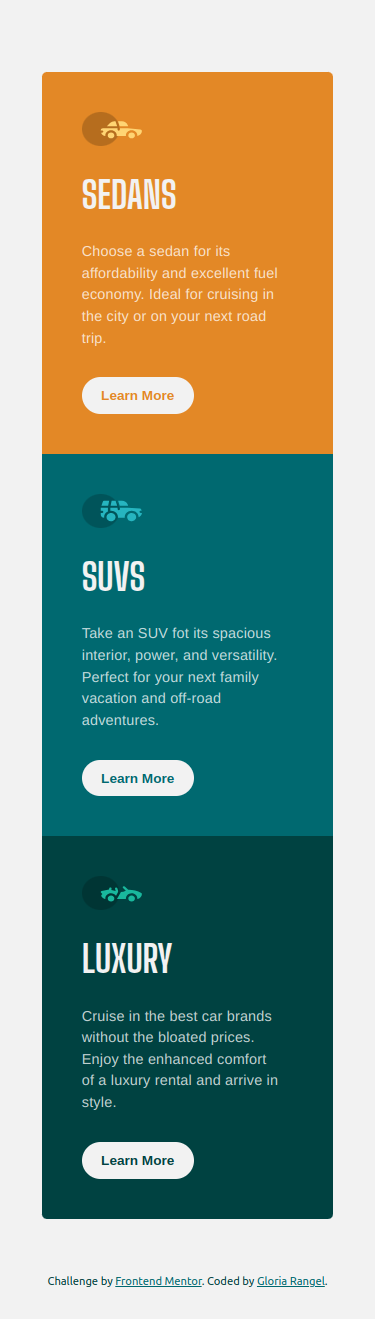 SEDANS
Choose a sedan for its
affordability and excellent fuel
economy. Ideal for cruising in
the city or on your next road
trip.
Learn More
SUVS
Take an SUV fot its spacious
interior, power, and versatility.
Perfect for your next family
vacation and off-road
adventures.
Learn More
LUXURY
Cruise in the best car brands
without the bloated prices.
Enjoy the enhanced comfort
of a luxury rental and arrive in
style.
Learn More
Challenge by Frontend Mentor. Coded by Gloria Rangel.